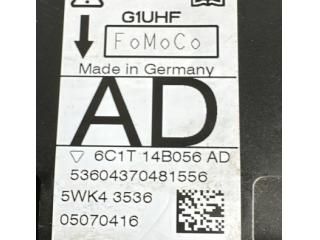 G1UHF
FoMoCo
Made in Germany
AD
6C1T 14B056 AD
53604370481556
5WK4 3536
05070416